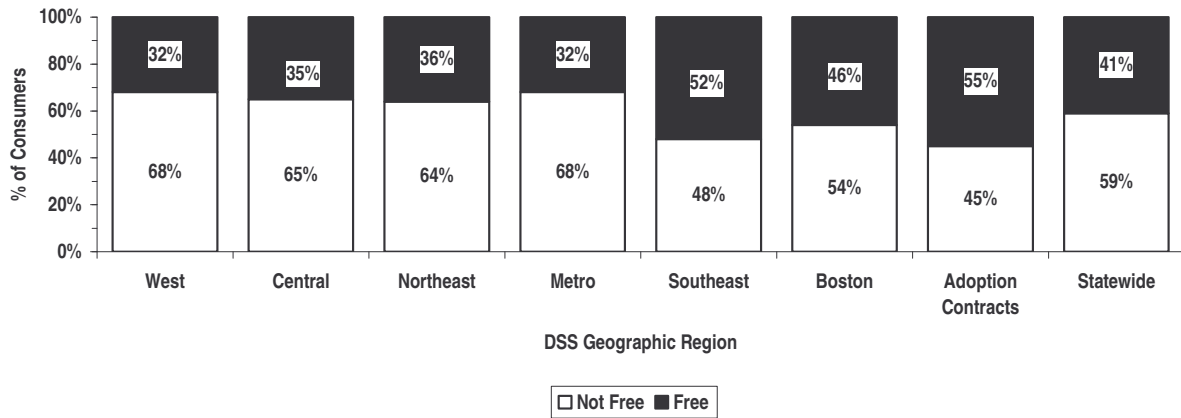 100%
80%
60%
40%
20%
0%
% of Consumers
32%
35%
36%
32%
52%
46%
55%
41%
68%
65%
64%
68%
48%
54%
45%
59%
West
Central
Northeast
Metro
Southeast
Boston
Adoption
Contracts
Statewide
DSS Geographic Region
Not Free
Free